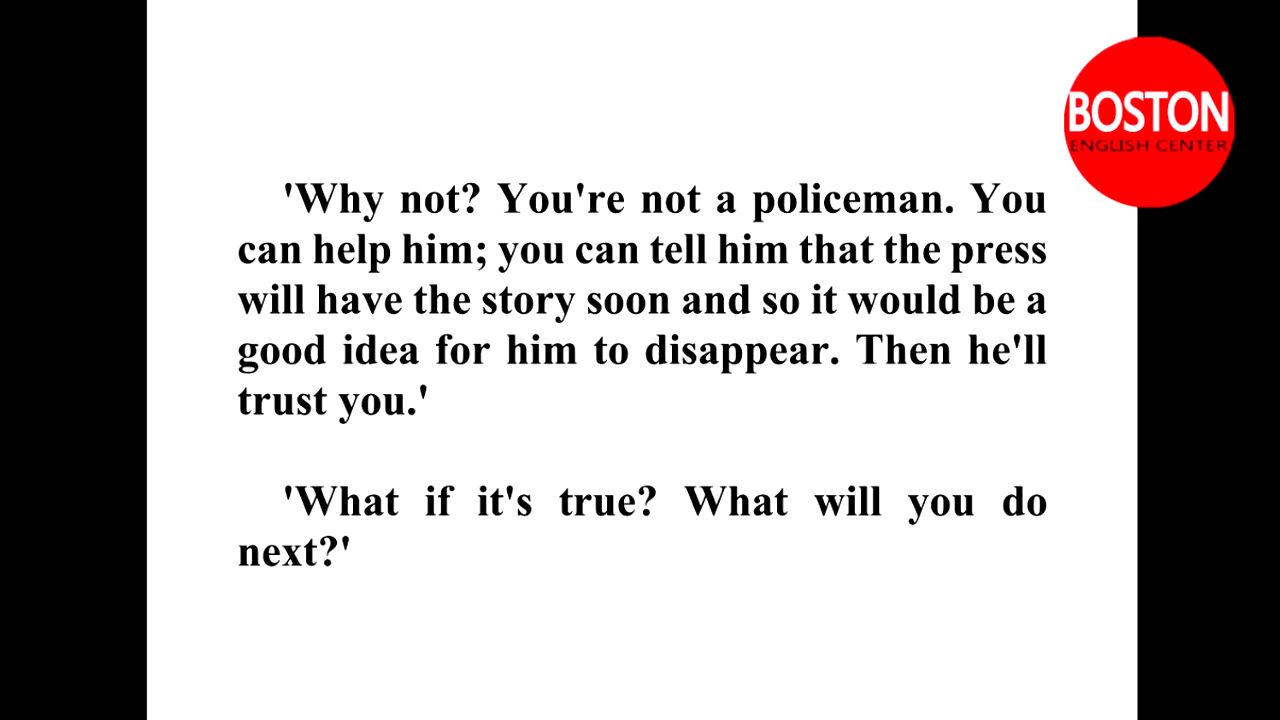 BOSTON
ENGLISH CENTER
'Why not? You're not a policeman. You
can help him; you can tell him that the press
will have the story soon and so it would be a
good idea for him to disappear. Then he'll
trust you.'
'What if it's true? What will you do
next?'